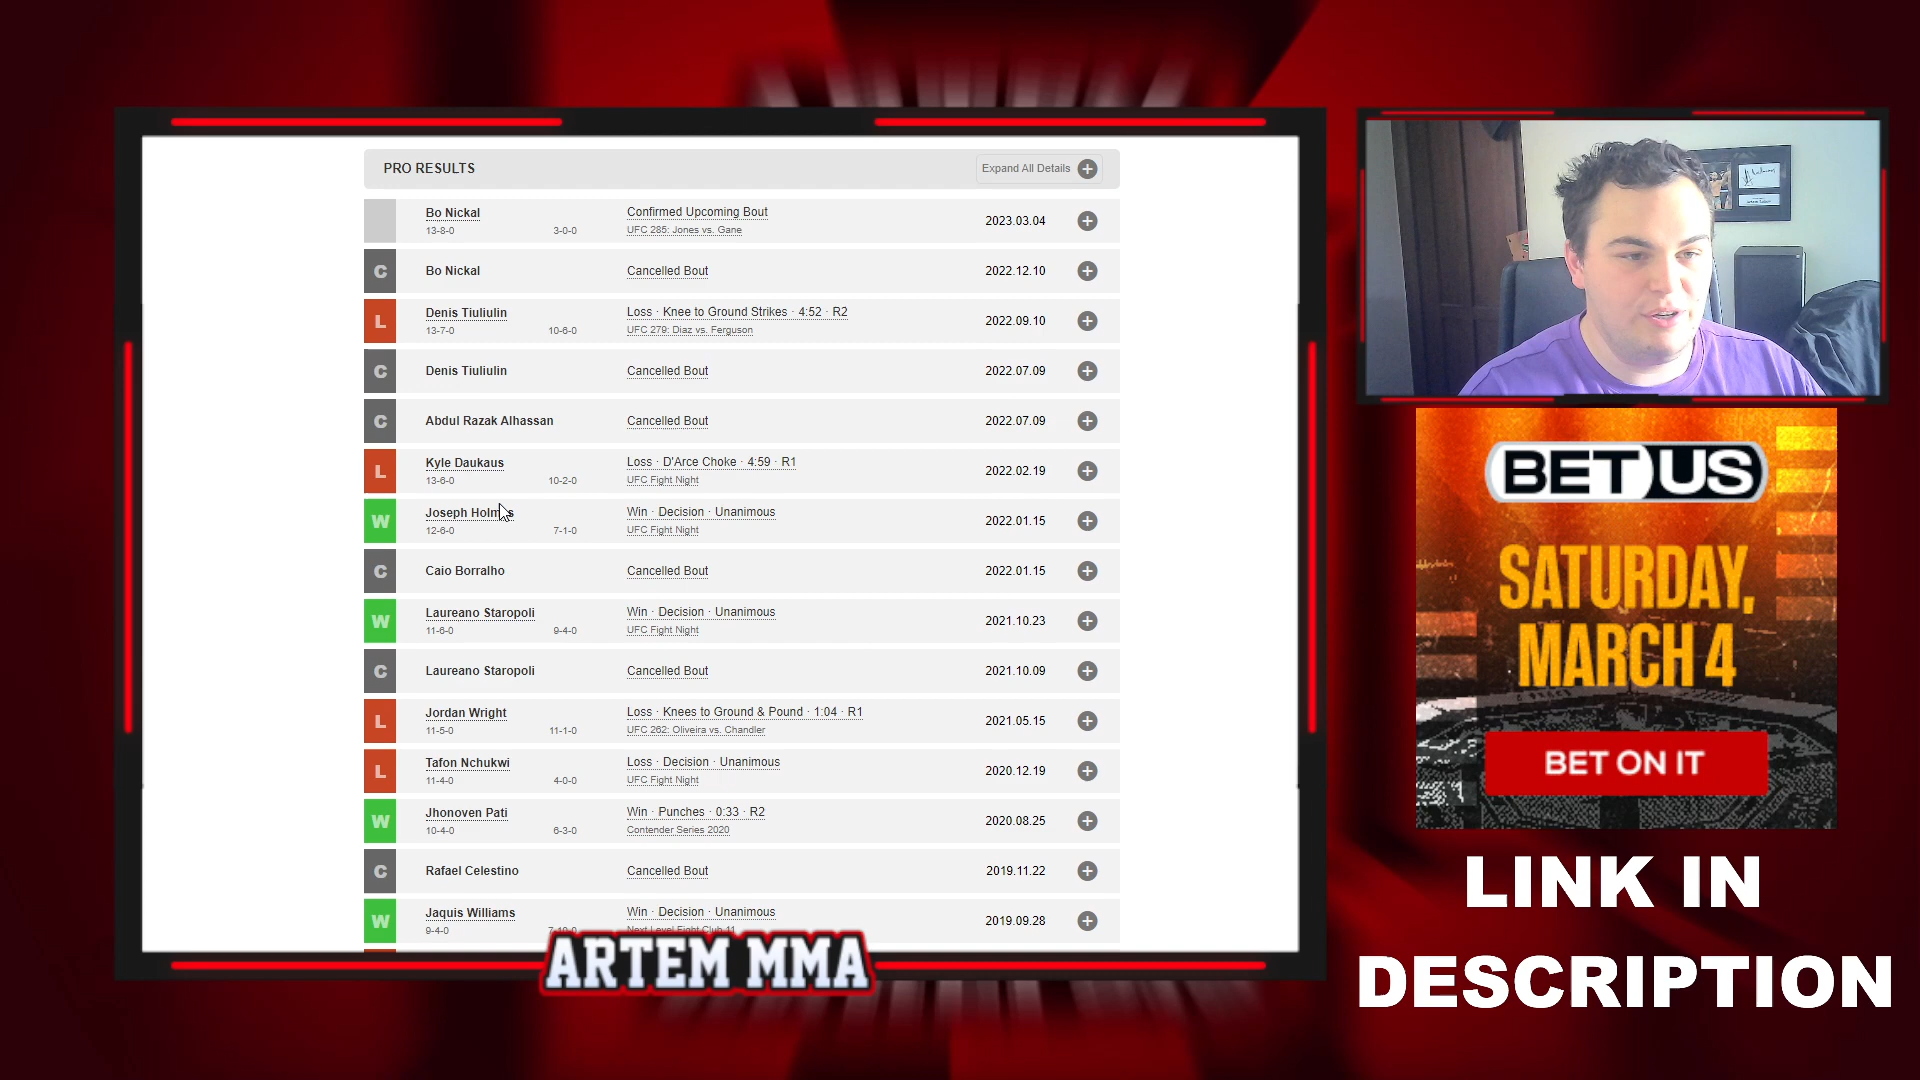 PRO RESULTS
Expand All Details
Bo Nickal Confirmed Upcoming Bout 2023.03.04
13-8-0 3-0-0 UFC 285: Jones vs. Gane
C Bo Nickal Cancelled Bout 2022.12.10
L Denis Tiuliulin Loss · Knee to Ground Strikes · 4:52 · R2 2022.09.10
13-7-0 10-6-0 UFC 279: Diaz vs. Ferguson
C Denis Tiuliulin Cancelled Bout 2022.07.09
C Abdul Razak Alhassan Cancelled Bout 2022.07.09
L Kyle Daukaus Loss · D'Arce Choke · 4:59 · R1 2022.02.19
13-6-0 10-2-0 UFC Fight Night
W Joseph Holmes Win · Decision · Unanimous 2022.01.15
12-6-0 7-1-0 UFC Fight Night
C Caio Borralho Cancelled Bout 2022.01.15
W Laureano Staropoli Win · Decision · Unanimous 2021.10.23
11-6-0 9-4-0 UFC Fight Night
C Laureano Staropoli Cancelled Bout 2021.10.09
L Jordan Wright Loss · Knees to Ground & Pound · 1:04 · R1 2021.05.15
11-5-0 11-1-0 UFC 262: Oliveira vs. Chandler
L Tafon Nchukwi Loss · Decision · Unanimous 2020.12.19
11-4-0 4-0-0 UFC Fight Night
W Jhonoven Pati Win · Punches · 0:33 · R2 2020.08.25
10-4-0 6-3-0 Contender Series 2020
C Rafael Celestino Cancelled Bout 2019.11.22
W Jaquis Williams Win · Decision · Unanimous 2019.09.28
9-4-0 Next Level Fight Club 11
ARTEM MMA
BETUS
SATURDAY,
MARCH 4
BET ON IT
LINK IN
DESCRIPTION